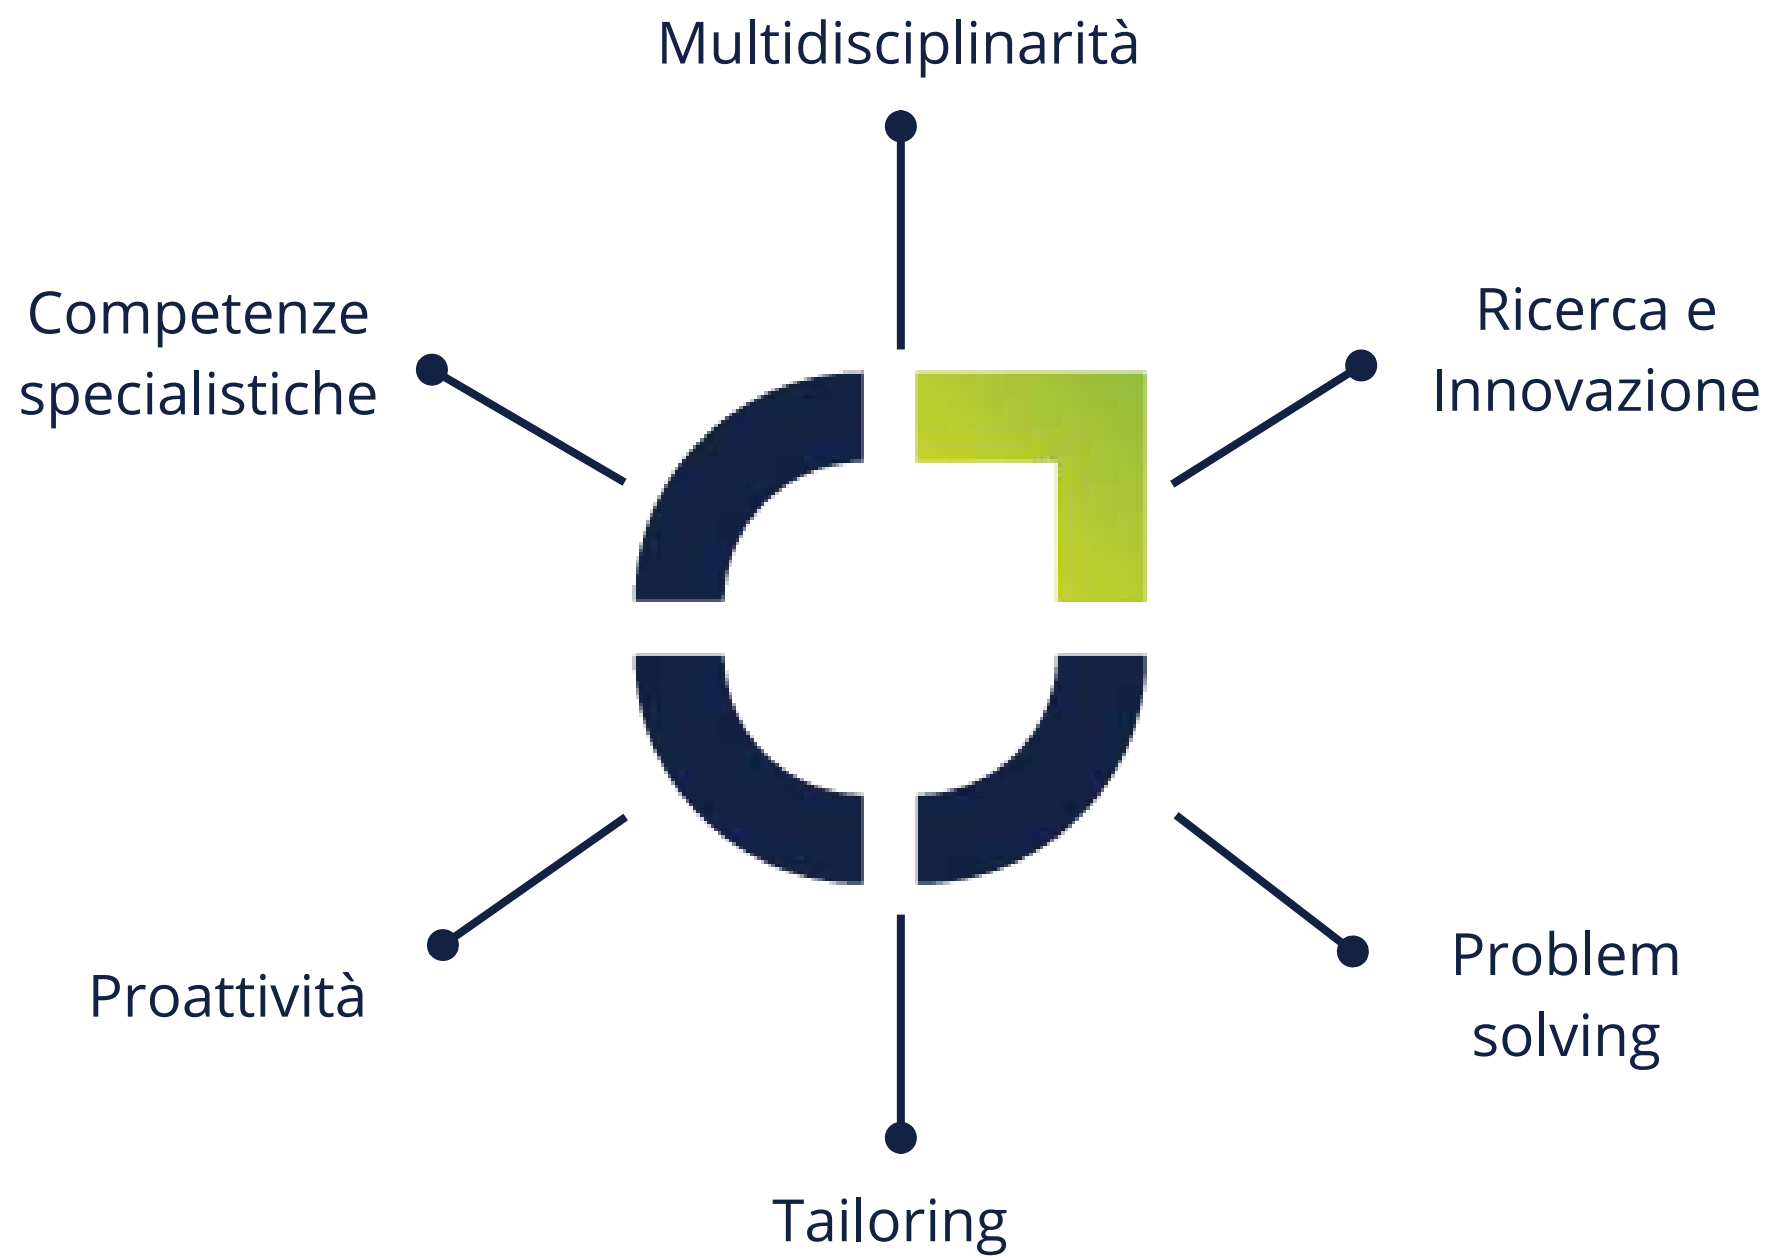 Multidisciplinarità
Competenze
specialistiche
Ricerca e
Innovazione
Proattività
Problem
solving
Tailoring